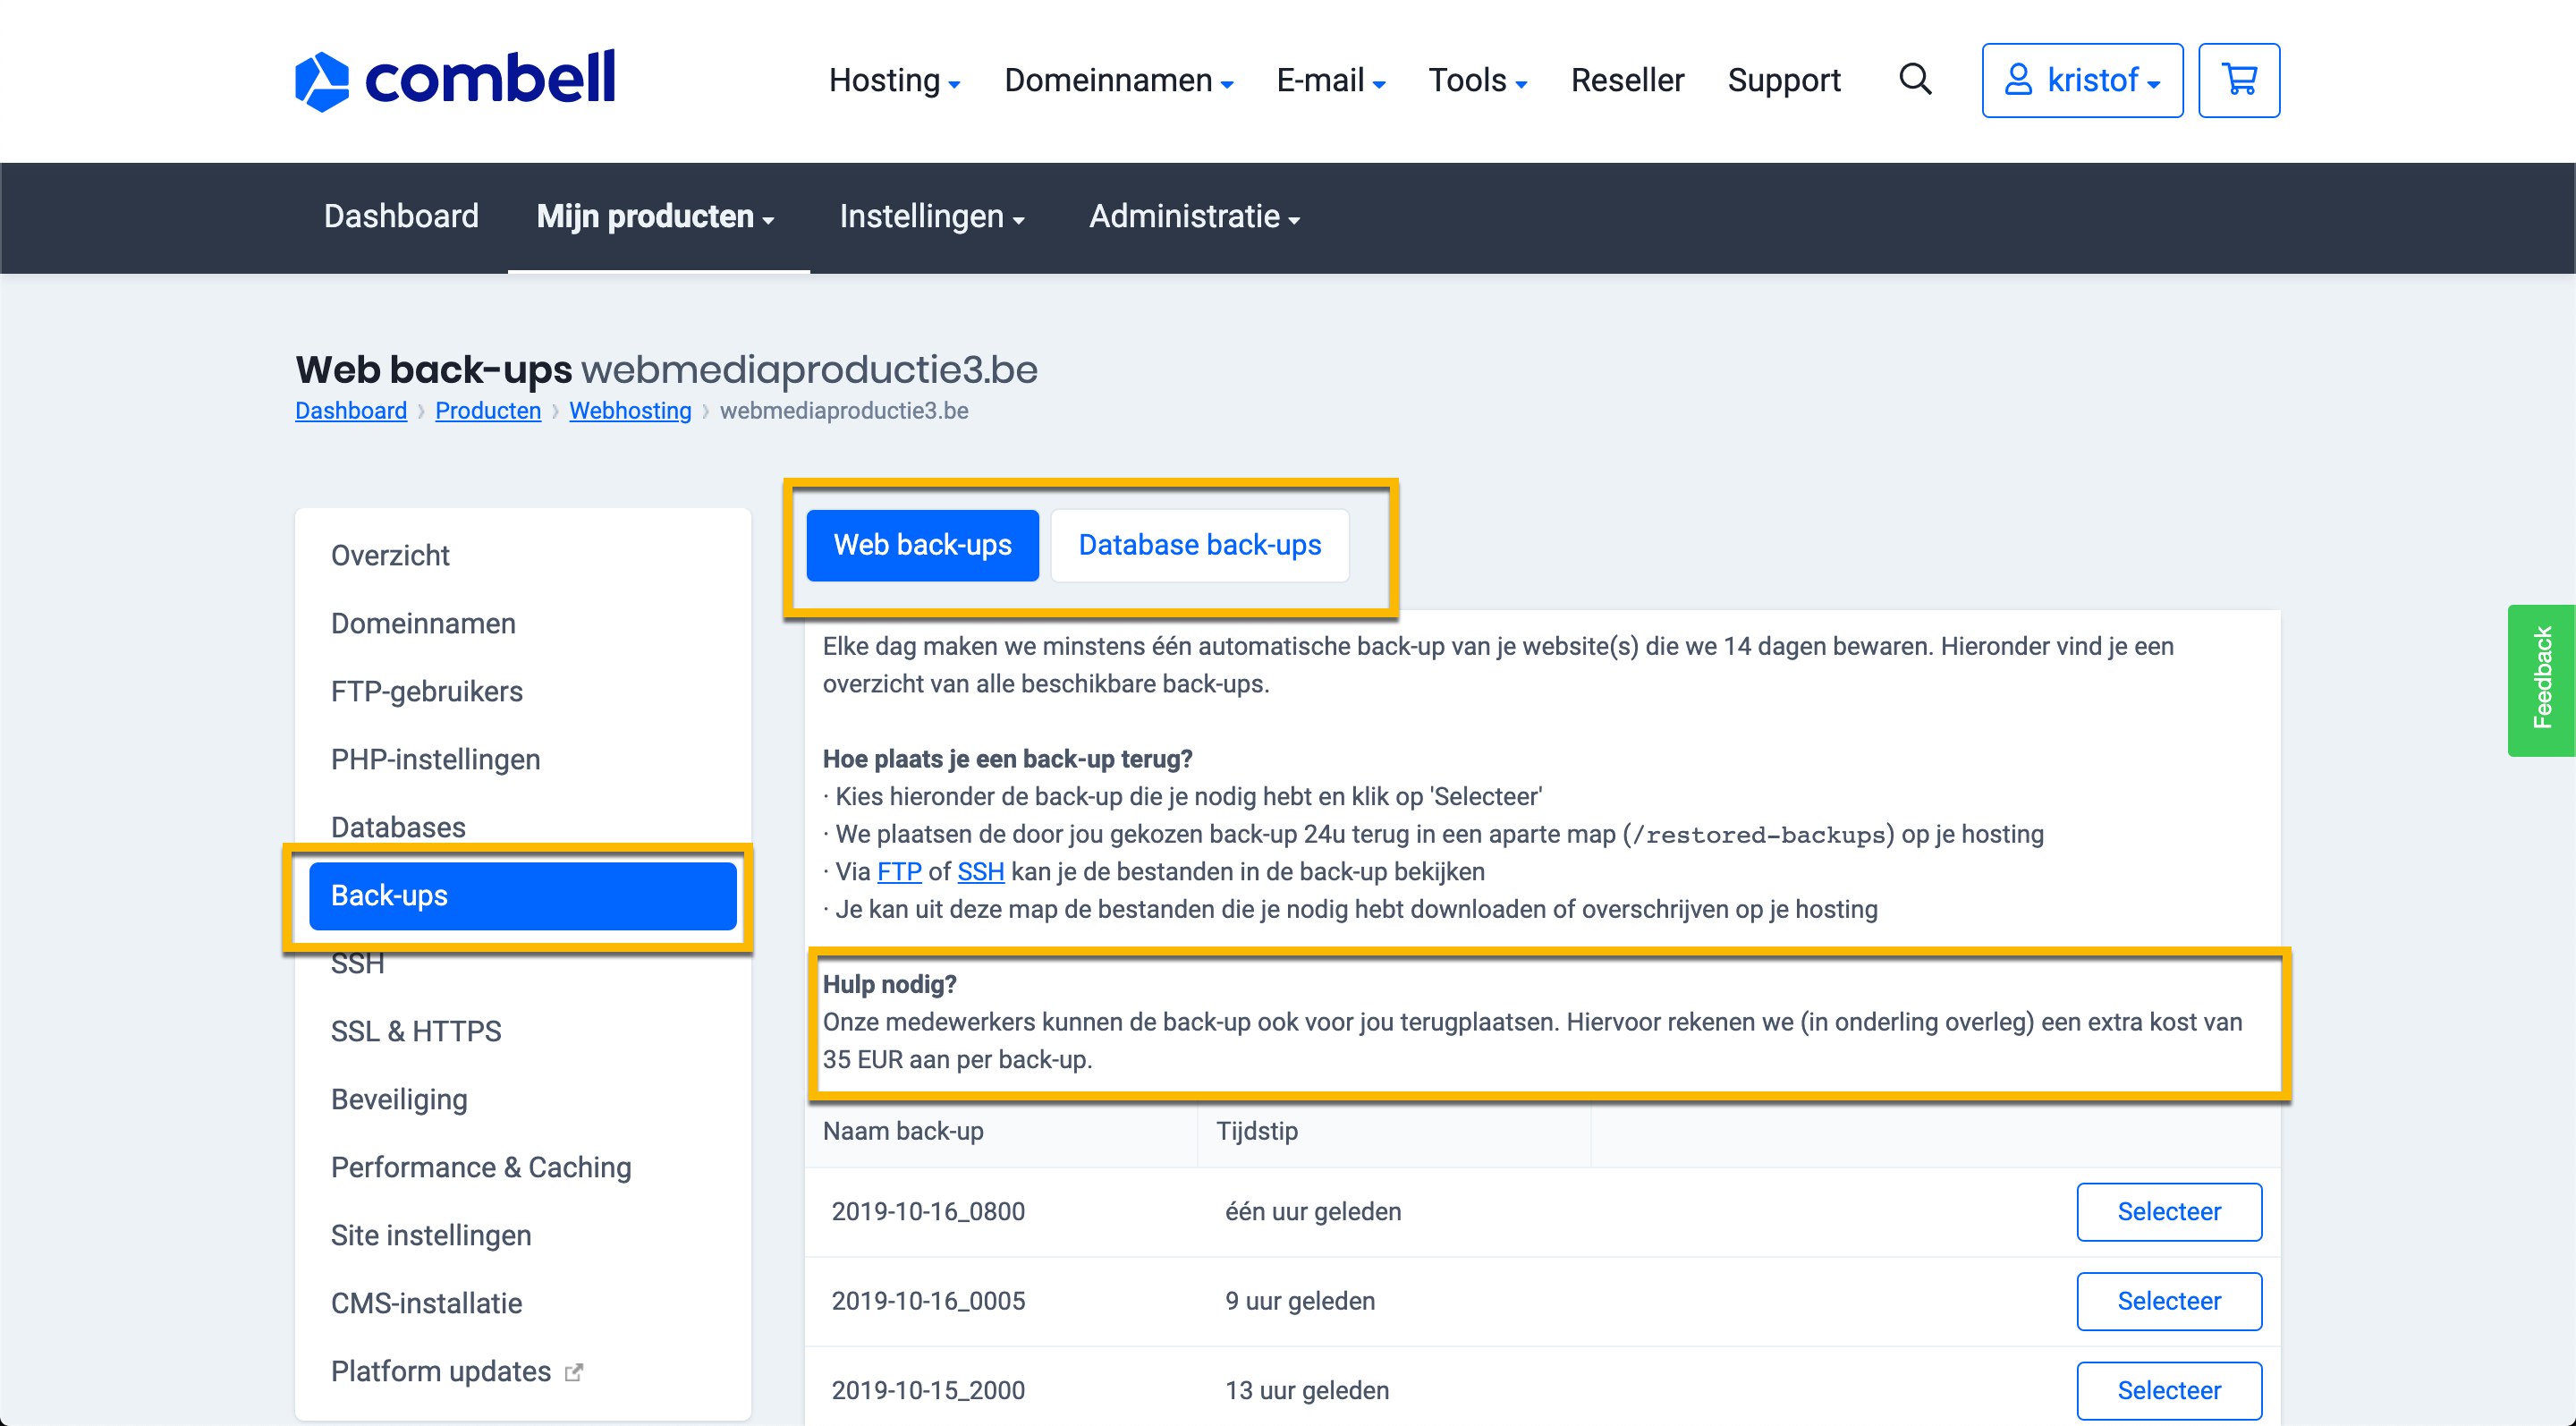 combell
Hosting Domeinnamen E-mail Tools Reseller Support kristof
Dashboard Mijn producten Instellingen Administratie
Web back-ups webmediaproductie3.be
Dashboard › Producten › Webhosting › webmediaproductie3.be
Overzicht
Domeinnamen
FTP-gebruikers
PHP-instellingen
Databases
Back-ups
SSH
SSL & HTTPS
Beveiliging
Performance & Caching
Site instellingen
CMS-installatie
Platform updates
Web back-ups Database back-ups
Elke dag maken we minstens één automatische back-up van je website(s) die we 14 dagen bewaren. Hieronder vind je een
overzicht van alle beschikbare back-ups.
Hoe plaats je een back-up terug?
· Kies hieronder de back-up die je nodig hebt en klik op 'Selecteer'
· We plaatsen de door jou gekozen back-up 24u terug in een aparte map (/restored-backups) op je hosting
· Via FTP of SSH kan je de bestanden in de back-up bekijken
· Je kan uit deze map de bestanden die je nodig hebt downloaden of overschrijven op je hosting
Hulp nodig?
Onze medewerkers kunnen de back-up ook voor jou terugplaatsen. Hiervoor rekenen we (in onderling overleg) een extra kost van
35 EUR aan per back-up.
Naam back-up Tijdstip
2019-10-16_0800 één uur geleden Selecteer
2019-10-16_0005 9 uur geleden Selecteer
2019-10-15_2000 13 uur geleden Selecteer
Feedback